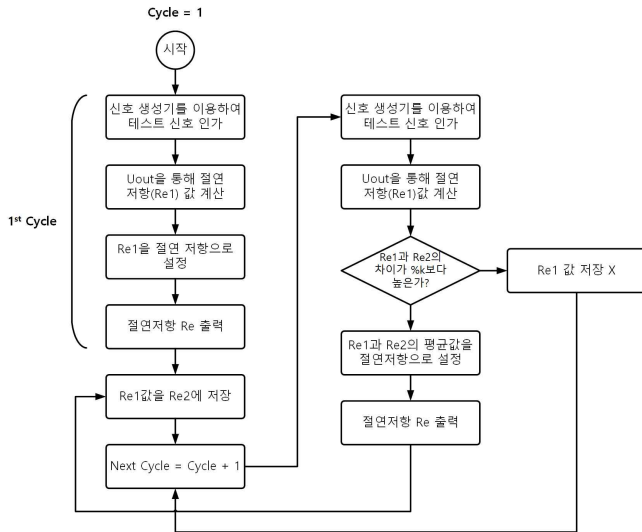 Cycle = 1
시작
1st Cycle
신호 생성기를 이용하여
테스트 신호 인가
Uout을 통해 절연
저항(Re1) 값 계산
Re1을 절연 저항으로
설정
절연저항 Re 출력
Re1값을 Re2에 저장
Next Cycle = Cycle + 1
신호 생성기를 이용하여
테스트 신호 인가
Uout을 통해 절연
저항(Re1)값 계산
Re1과 Re2의
차이가 %k보다
높은가?
Re1 값 저장 X
Re1과 Re2의 평균값을
절연저항으로 설정
절연저항 Re 출력